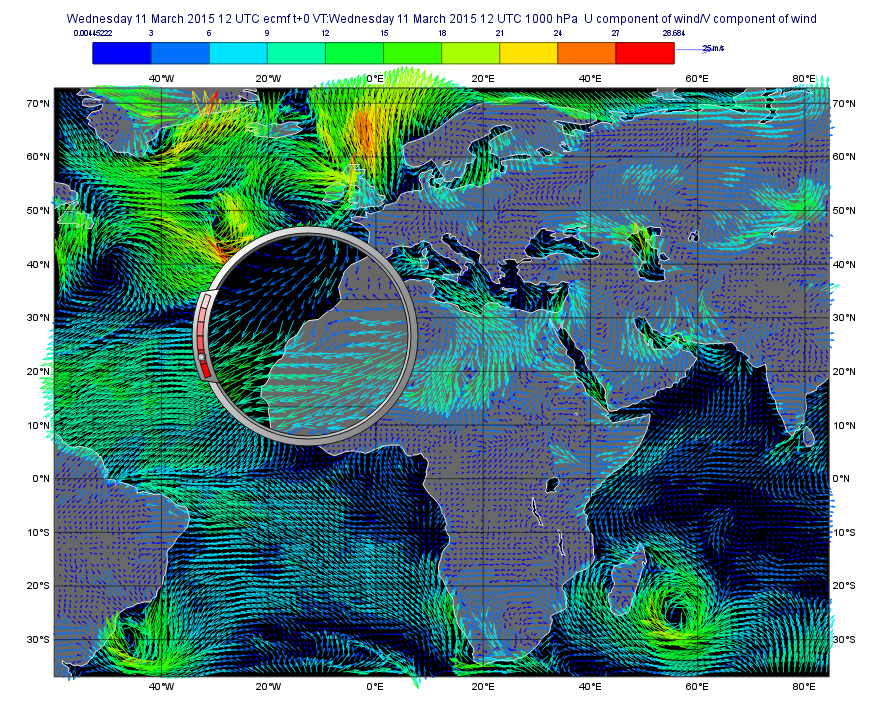 Wednesday 11 March 2015 12 UTC ecmf t+0 VT:Wednesday 11 March 2015 12 UTC 1000 hPa U component of wind/V component of wind
0.00445222 3 6 9 12 15 18 21 24 27 28.684 25m/s
40°W 20°W 0°E 20°E 40°E 60°E 80°E
70°N 70°N
60°N 60°N
50°N 50°N
40°N 40°N
30°N 30°N
20°N 20°N
10°N 10°N
0°N 0°N
10°S 10°S
20°S 20°S
30°S 30°S
40°W 20°W 0°E 20°E 40°E 60°E 80°E